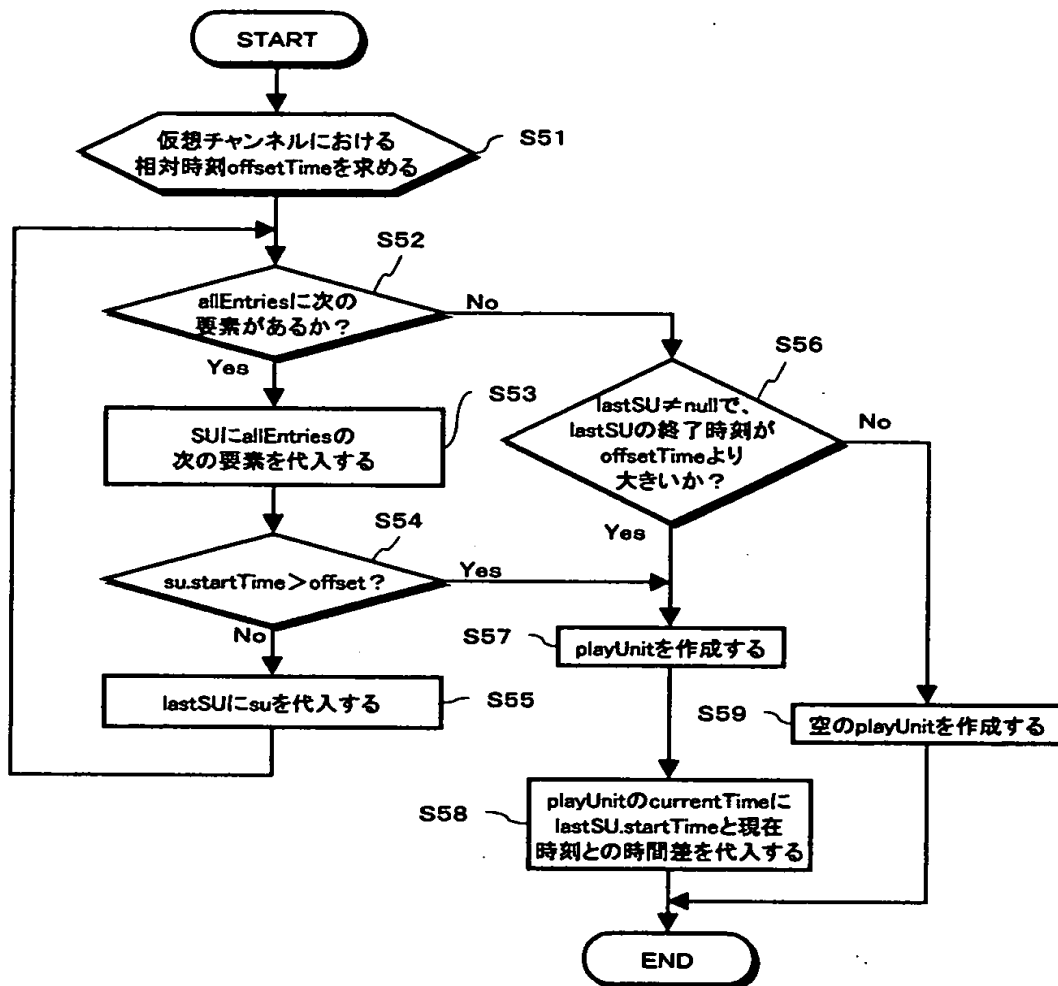 START
仮想チャンネルにおける
相対時刻offsetTimeを求める
S51
S52
allEntriesに次の
要素があるか？
No
Yes
S53
SUにallEntriesの
次の要素を代入する
S54
su.startTime＞offset？
Yes
No
lastSUにsuを代入する
S55
S56
lastSU≠nullで、
lastSUの終了時刻が
offsetTimeより
大きいか？
No
Yes
S57
playUnitを作成する
S59
空のplayUnitを作成する
S58
playUnitのcurrentTimeに
lastSU.startTimeと現在
時刻との時間差を代入する
END